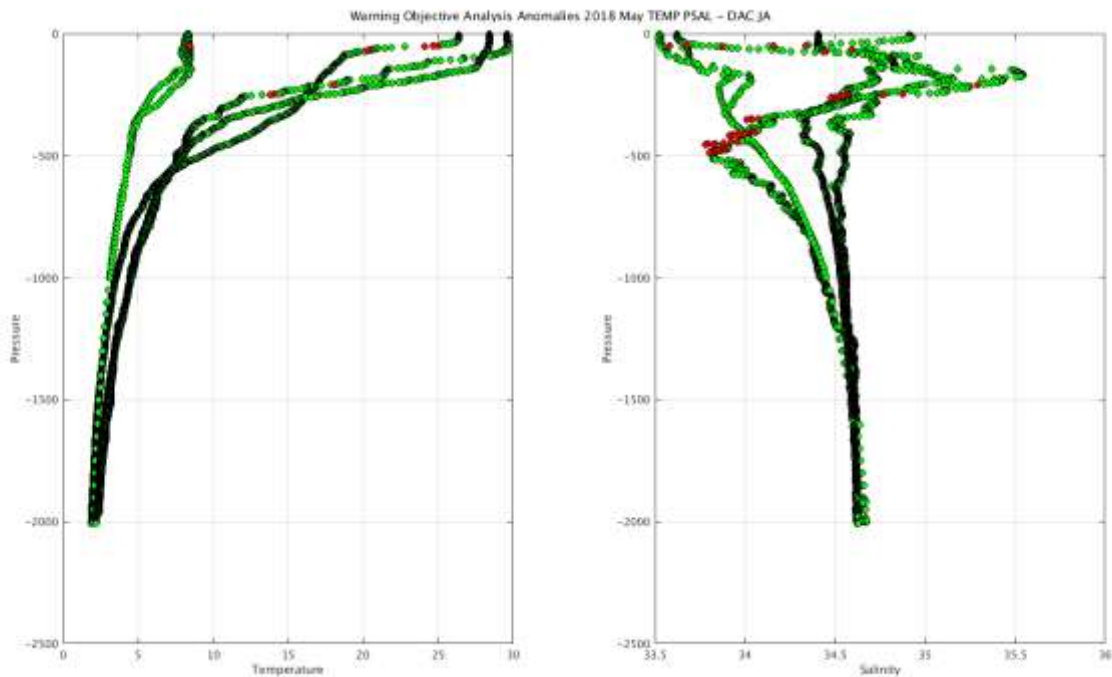 Warning Objective Analysis Anomalies 2018 May TEMP PSAL - DAC JA
0
-500
-1000
-1500
-2000
-2500
Pressure
0 5 10 15 20 25 30
Temperature
0
-500
-1000
-1500
-2000
-2500
Pressure
33.5 34 34.5 35 35.5 36
Salinity